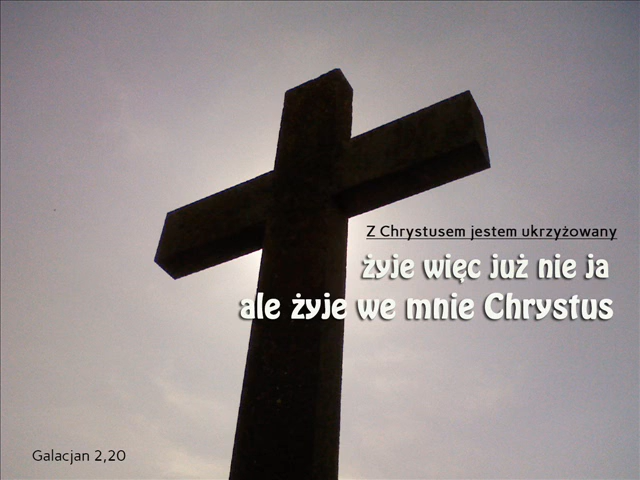 Z Chrystusem jestem ukrzyżowany
żyje więc już nie ja
ale żyje we mnie Chrystus
Galacjan 2,20